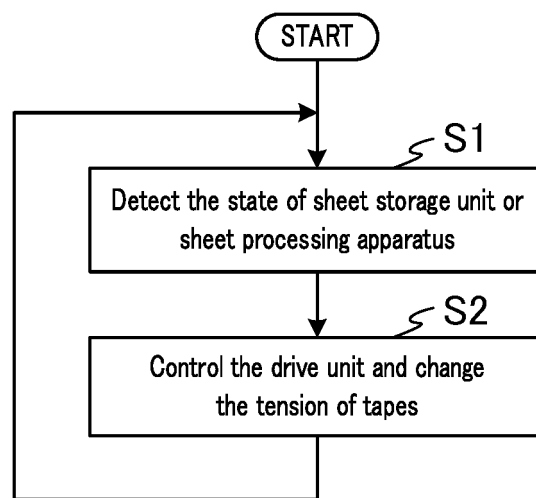 START
S1
Detect the state of sheet storage unit or
sheet processing apparatus
S2
Control the drive unit and change
the tension of tapes